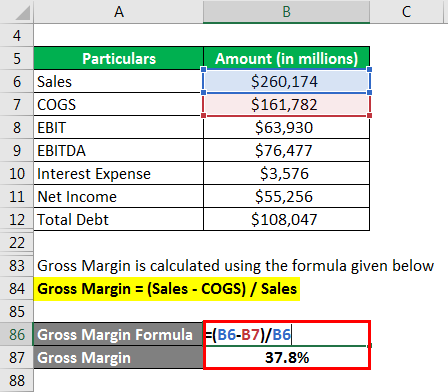 A B C
4
5 Particulars Amount (in millions)
6 Sales $260,174
7 COGS $161,782
8 EBIT $63,930
9 EBITDA $76,477
10 Interest Expense $3,576
11 Net Income $55,256
12 Total Debt $108,047
22
83 Gross Margin is calculated using the formula given below
84 Gross Margin = (Sales - COGS) / Sales
85
86 Gross Margin Formula =(B6-B7)/B6
87 Gross Margin 37.8%
88